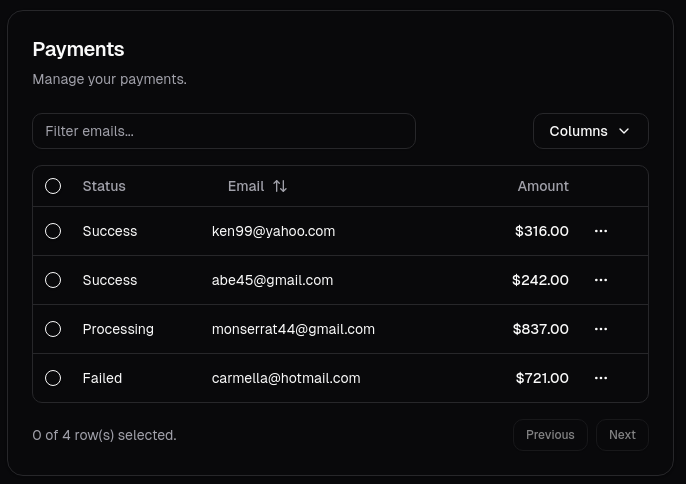 Payments
Manage your payments.
Filter emails...
Columns
Status Email Amount
Success ken99@yahoo.com $316.00 ...
Success abe45@gmail.com $242.00 ...
Processing monserrat44@gmail.com $837.00 ...
Failed carmella@hotmail.com $721.00 ...
0 of 4 row(s) selected. Previous Next